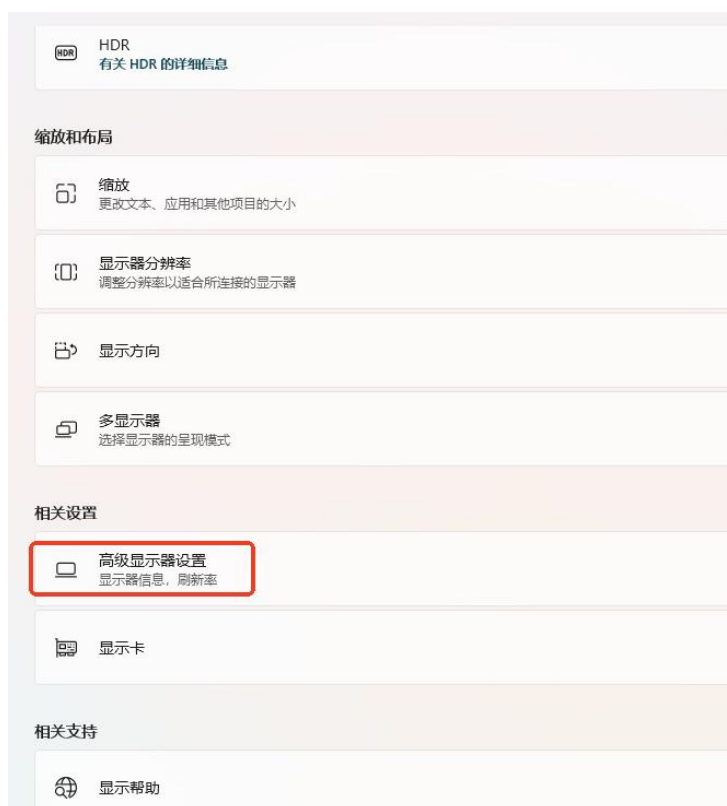 HDR
HDR
有关 HDR 的详细信息
缩放和布局
缩放
更改文本、应用和其他项目的大小
显示器分辨率
调整分辨率以适合所连接的显示器
显示方向
多显示器
选择显示器的呈现模式
相关设置
高级显示器设置
显示器信息，刷新率
显示卡
相关支持
显示帮助